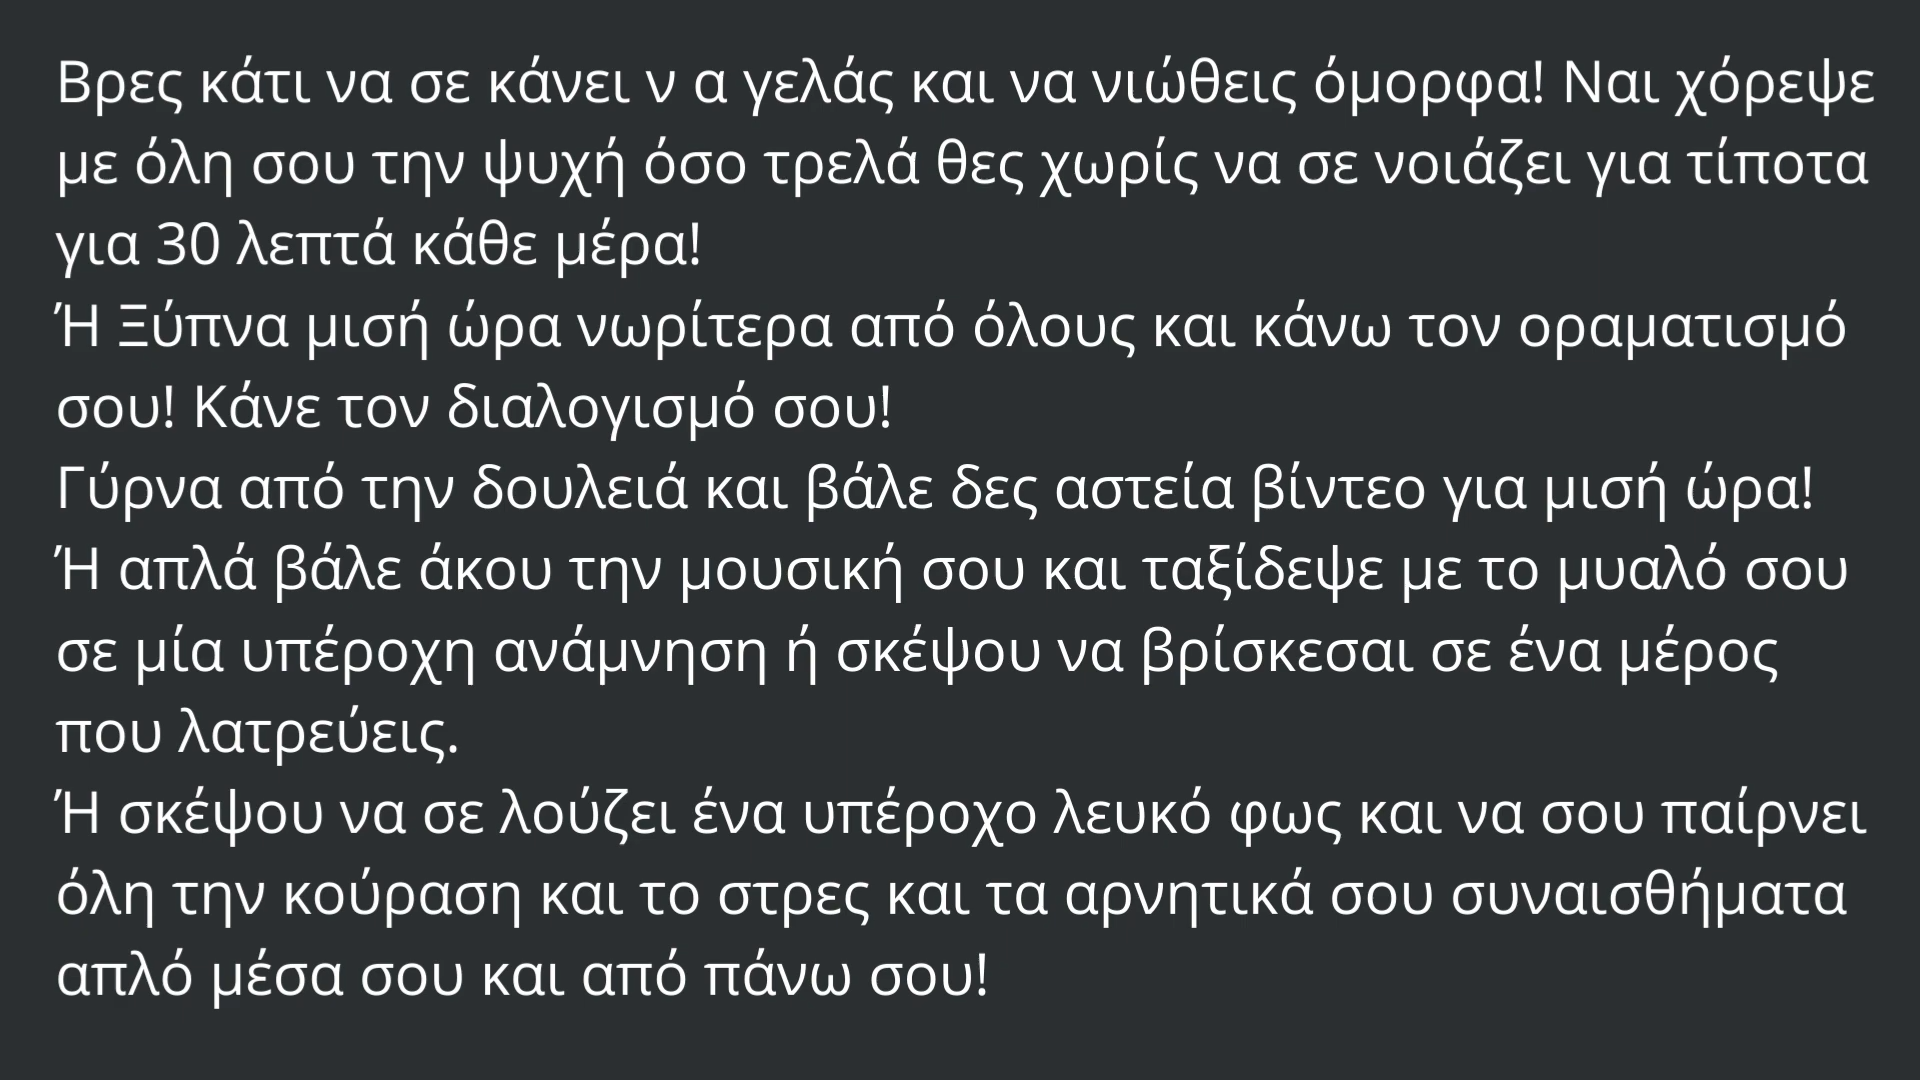 Βρες κάτι να σε κάνει ν α γελάς και να νιώθεις όμορφα! Ναι χόρεψε
με όλη σου την ψυχή όσο τρελά θες χωρίς να σε νοιάζει για τίποτα
για 30 λεπτά κάθε μέρα!
Ή Ξύπνα μισή ώρα νωρίτερα από όλους και κάνω τον οραματισμό
σου! Κάνε τον διαλογισμό σου!
Γύρνα από την δουλειά και βάλε δες αστεία βίντεο για μισή ώρα!
Ή απλά βάλε άκου την μουσική σου και ταξίδεψε με το μυαλό σου
σε μία υπέροχη ανάμνηση ή σκέψου να βρίσκεσαι σε ένα μέρος
που λατρεύεις.
Ή σκέψου να σε λούζει ένα υπέροχο λευκό φως και να σου παίρνει
όλη την κούραση και το στρες και τα αρνητικά σου συναισθήματα
απλό μέσα σου και από πάνω σου!